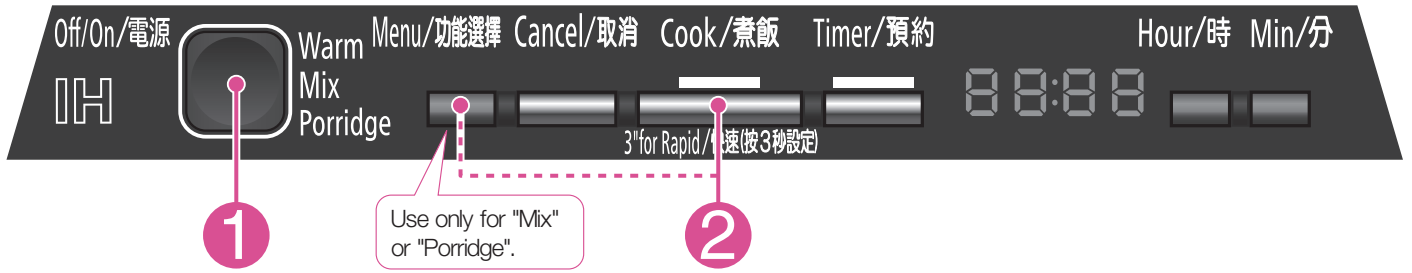 Off/On/電源
Menu/功能選擇
Cancel/取消
Cook/煮飯
Timer/預約
Hour/時
Min/分
IH
Warm
Mix
Porridge
88:88
3"for Rapid/快速(按3秒設定)
Use only for "Mix"
or "Porridge".
1
2